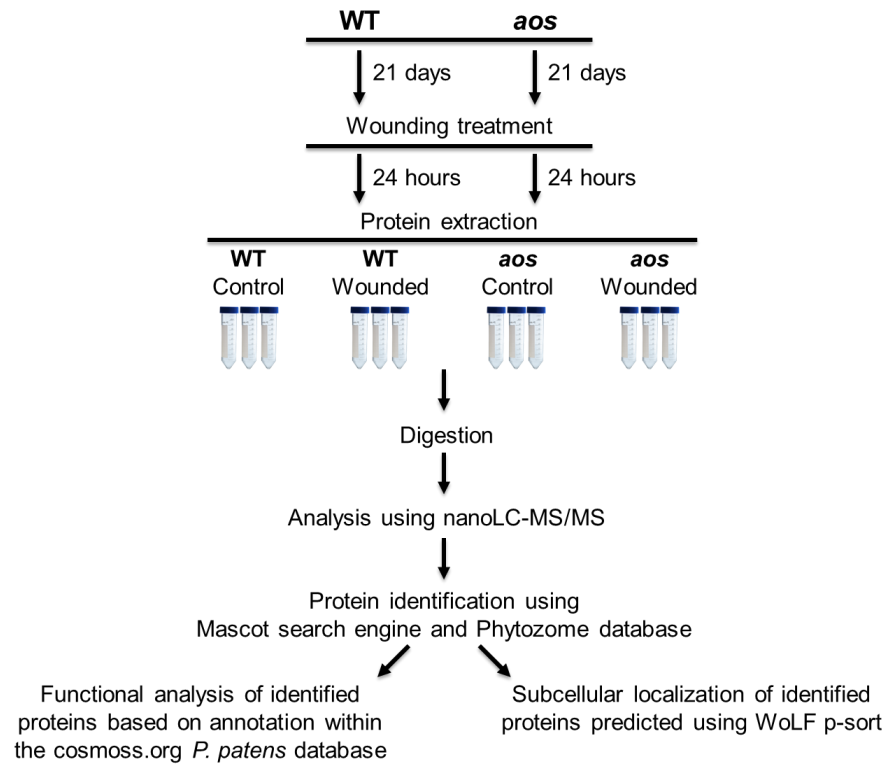 WT aos
21 days 21 days
Wounding treatment
24 hours 24 hours
Protein extraction
WT WT aos aos
Control Wounded Control Wounded
Digestion
Analysis using nanoLC-MS/MS
Protein identification using
Mascot search engine and Phytozome database
Functional analysis of identified
proteins based on annotation within
the cosmoss.org P. patens database
Subcellular localization of identified
proteins predicted using WoLF p-sort